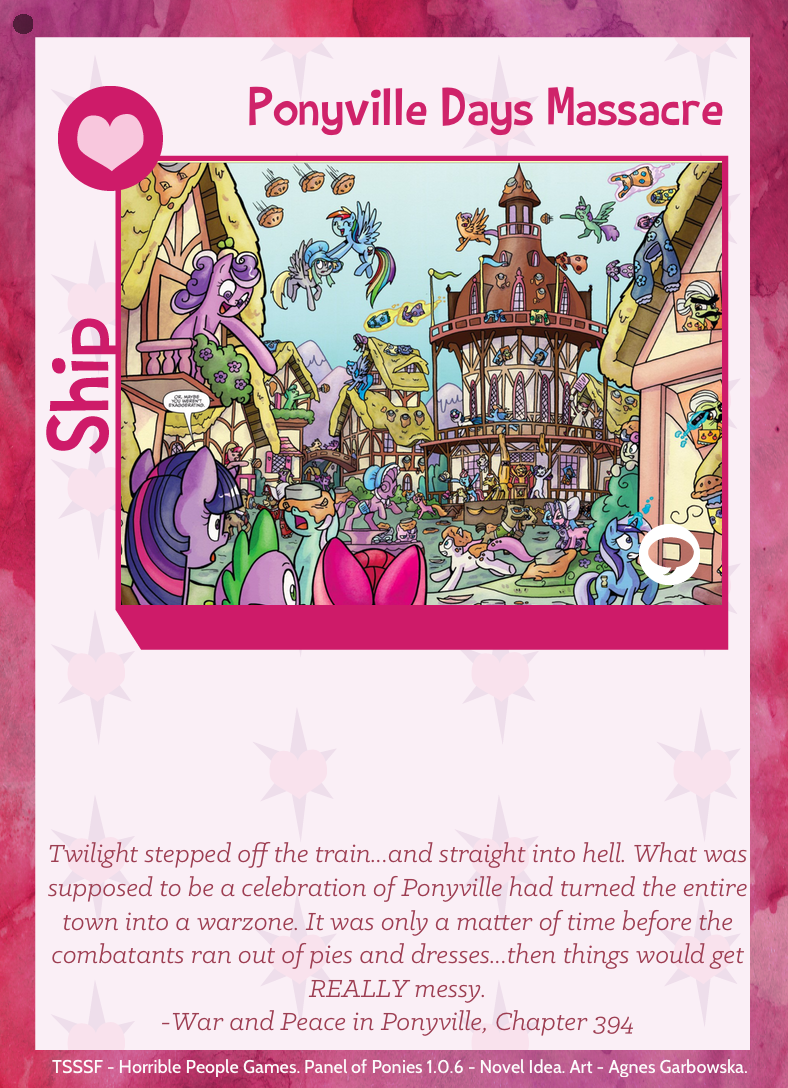 Ponyville Days Massacre
Ship
OR, MAYBE
YOU WEREN'T
EXAGGERATING.
Twilight stepped off the train...and straight into hell. What was
supposed to be a celebration of Ponyville had turned the entire
town into a warzone. It was only a matter of time before the
combatants ran out of pies and dresses...then things would get
REALLY messy.
-War and Peace in Ponyville, Chapter 394
TSSSF - Horrible People Games. Panel of Ponies 1.0.6 - Novel Idea. Art - Agnes Garbowska.